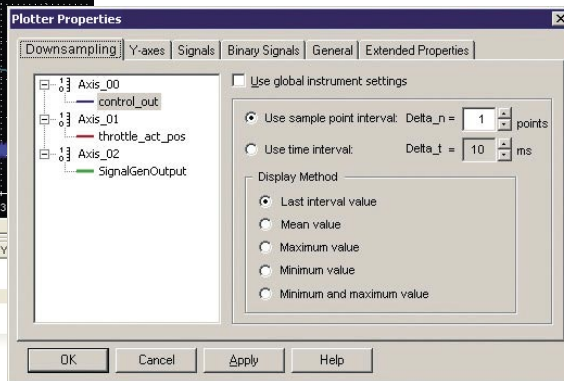 Plotter Properties
Downsampling Y-axes Signals Binary Signals General Extended Properties
Axis_00
control_out
Axis_01
throttle_act_pos
Axis_02
SignalGenOutput
Use global instrument settings
Use sample point interval: Delta_n = 1 points
Use time interval: Delta_t = 10 ms
Display Method
Last interval value
Mean value
Maximum value
Minimum value
Minimum and maximum value
OK Cancel Apply Help